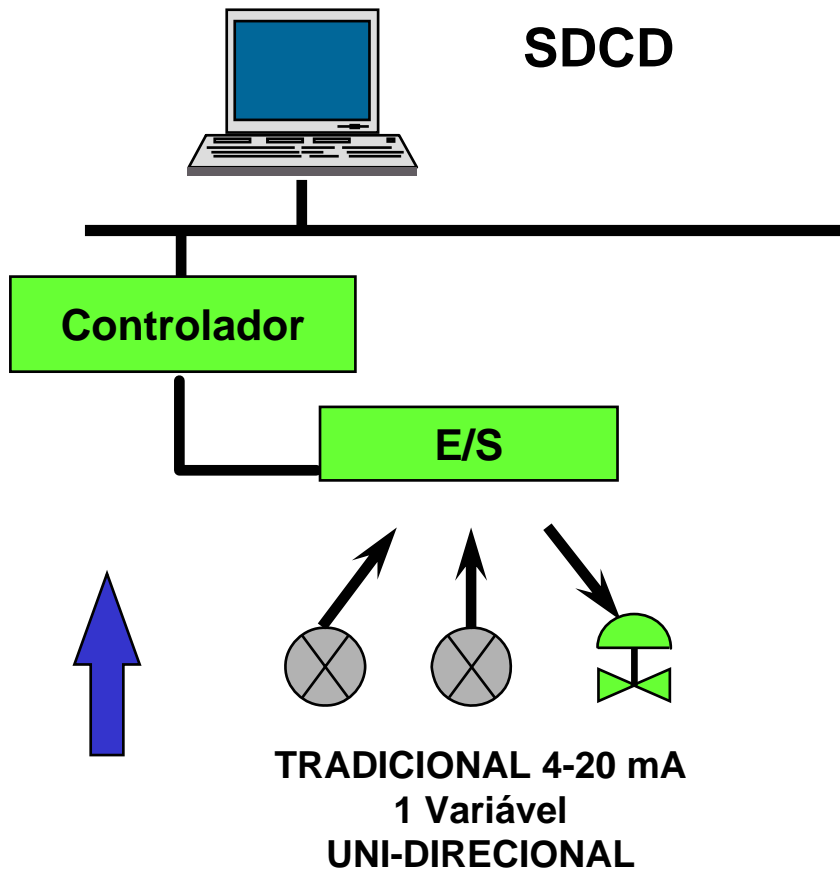 SDCD
Controlador
E/S
TRADICIONAL 4-20 mA
1 Variável
UNI-DIRECIONAL